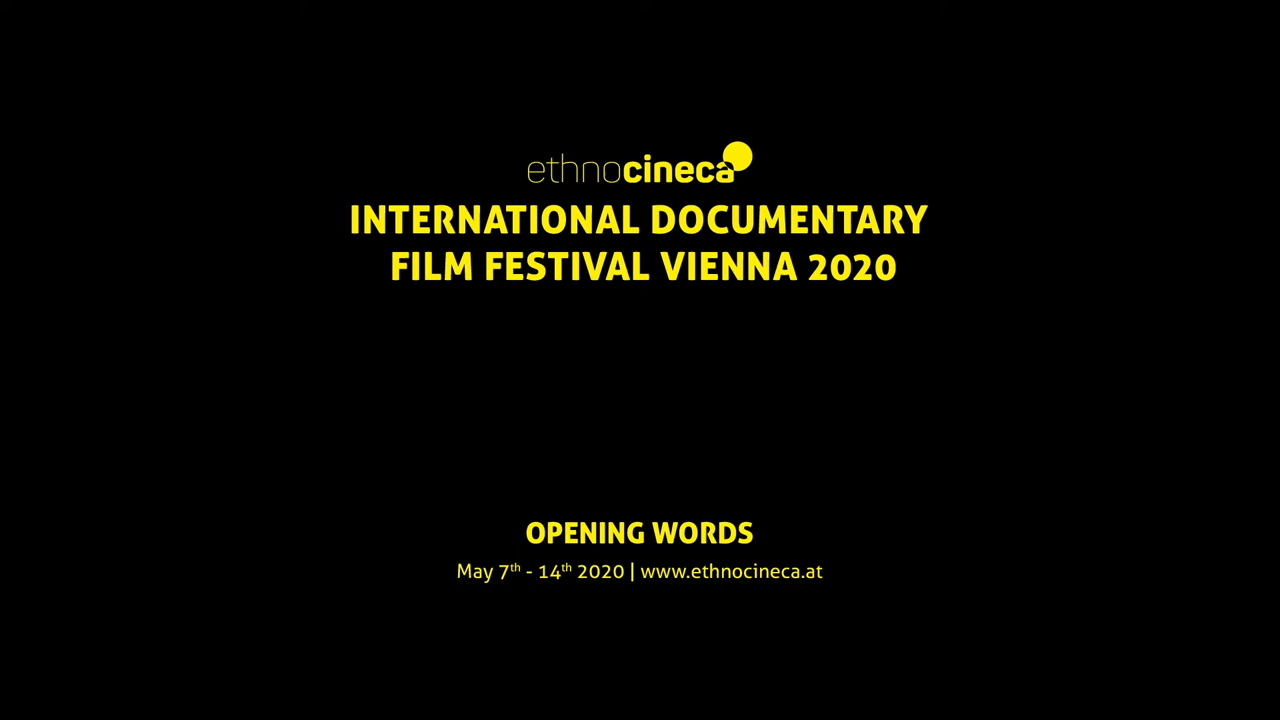 ethnocineca
INTERNATIONAL DOCUMENTARY
FILM FESTIVAL VIENNA 2020
OPENING WORDS
May 7th - 14th 2020 | www.ethnocineca.at